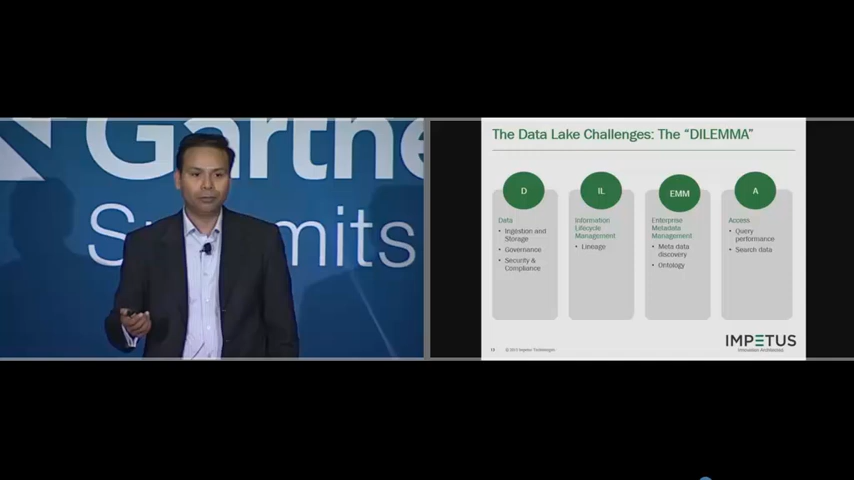 Gartne
Summits
The Data Lake Challenges: The "DILEMMA"
D
Data
• Ingestion and
Storage
• Governance
• Security &
Compliance
IL
Information
Lifecycle
Management
• Lineage
EMM
Enterprise
Metadata
Management
• Meta data
discovery
• Ontology
A
Access
• Query
performance
• Search data
IMPETUS